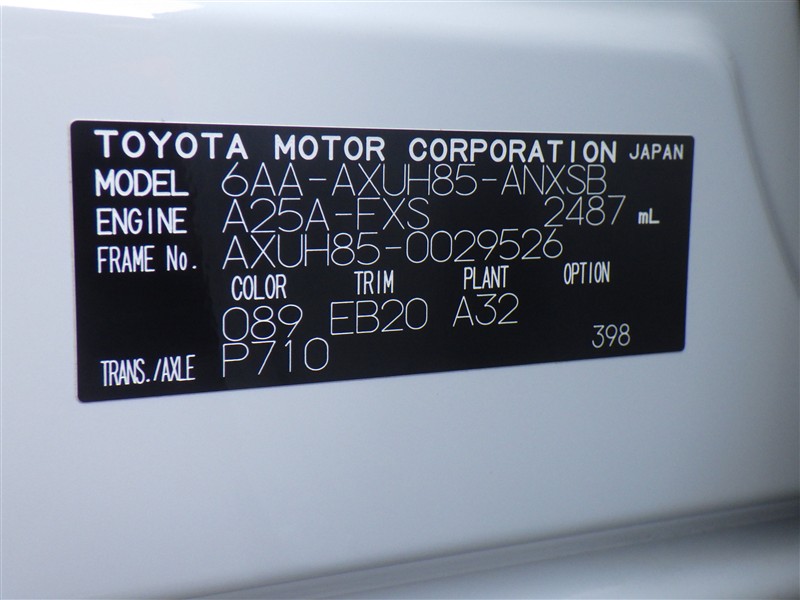 TOYOTA MOTOR CORPORATION JAPAN
MODEL 6AA-AXUH85-ANXSB
ENGINE A25A-FXS 2487 mL
FRAME No. AXUH85-0029526
COLOR TRIM PLANT OPTION
089 EB20 A32
TRANS./AXLE P710 398